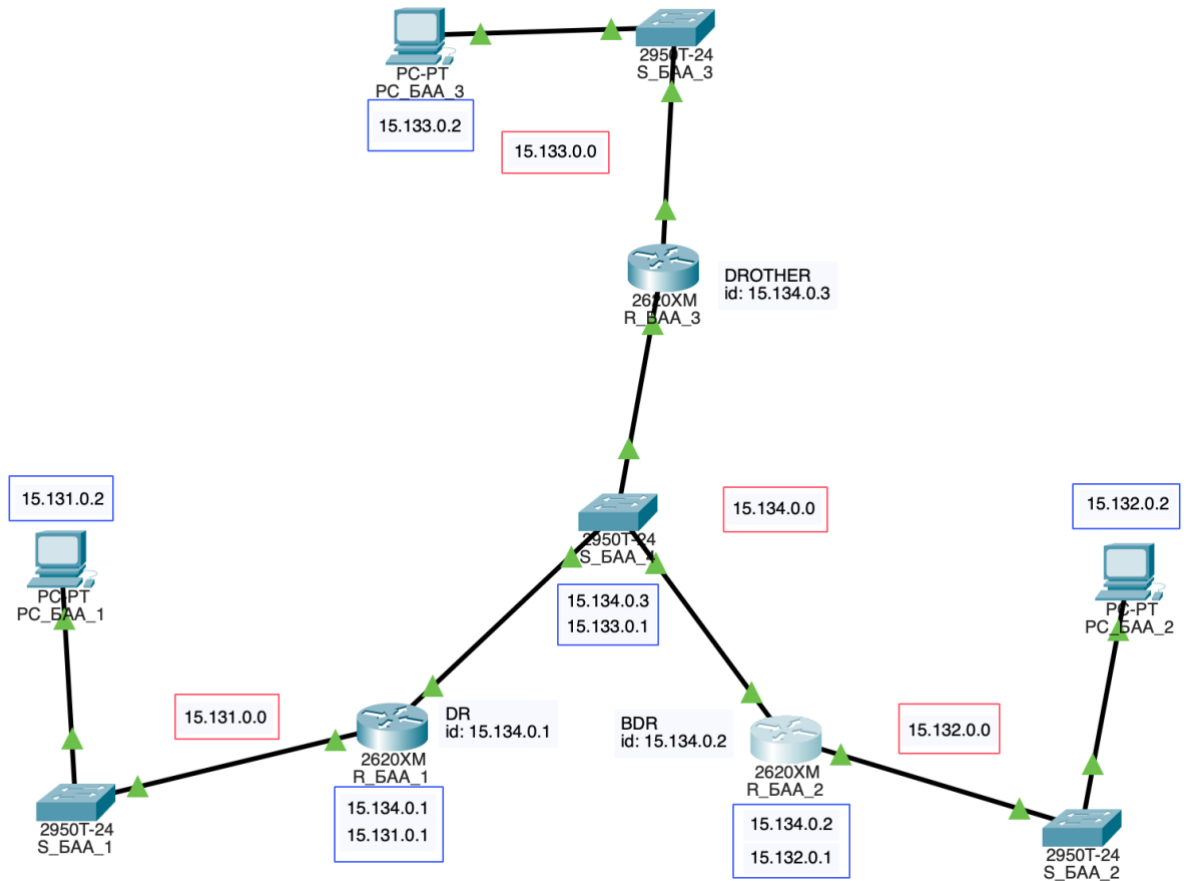 2950T-24
S_БАА_3
PC-PT
PC_БАА_3
15.133.0.2
15.133.0.0
DROTHER
id: 15.134.0.3
2620XM
R_БАА_3
15.131.0.2
PC-PT
PC_БАА_1
2950T-24
S_БАА_4
15.134.0.0
15.132.0.2
PC-PT
PC_БАА_2
15.134.0.3
15.133.0.1
15.131.0.0
DR
id: 15.134.0.1
BDR
id: 15.134.0.2
15.132.0.0
2620XM
R_БАА_1
2620XM
R_БАА_2
15.134.0.1
15.131.0.1
15.134.0.2
15.132.0.1
2950T-24
S_БАА_1
2950T-24
S_БАА_2